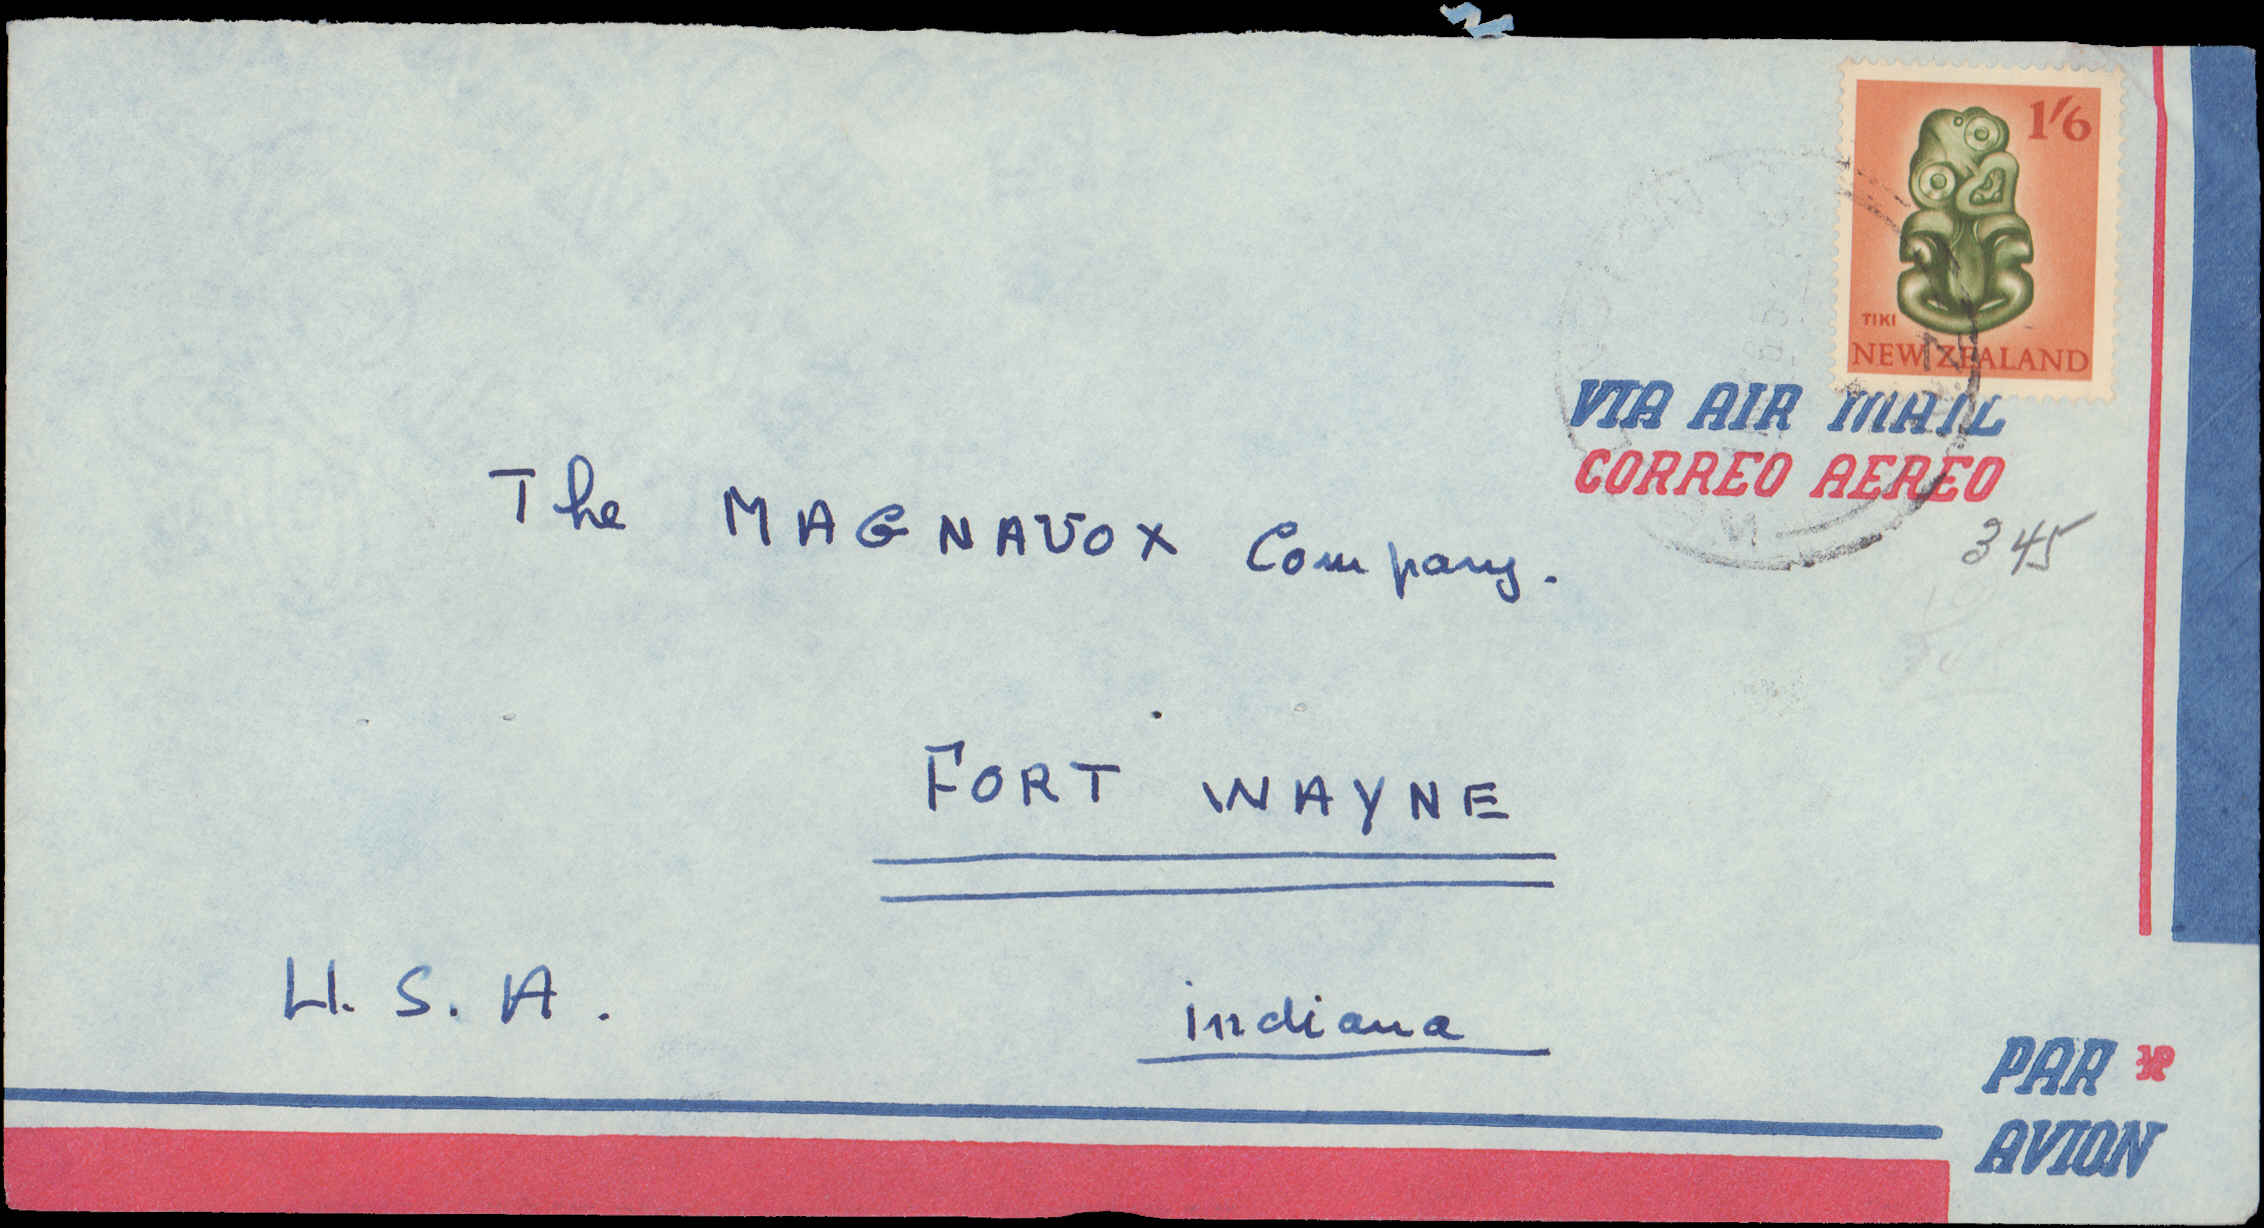 1/6
TIKI
NEW ZEALAND
VIA AIR MAIL
CORREO AEREO
345
The MAGNAVOX Company.
FORT WAYNE
U.S.A.
indiana
PAR
AVION